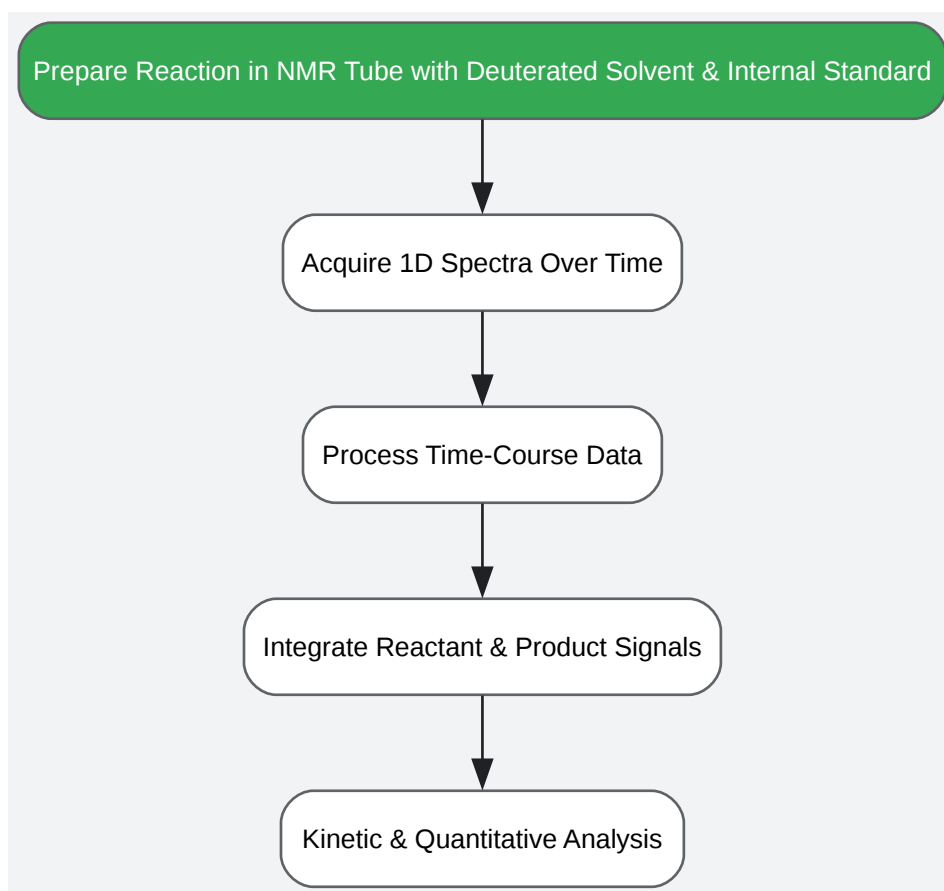 Prepare Reaction in NMR Tube with Deuterated Solvent & Internal Standard
Acquire 1D Spectra Over Time
Process Time-Course Data
Integrate Reactant & Product Signals
Kinetic & Quantitative Analysis